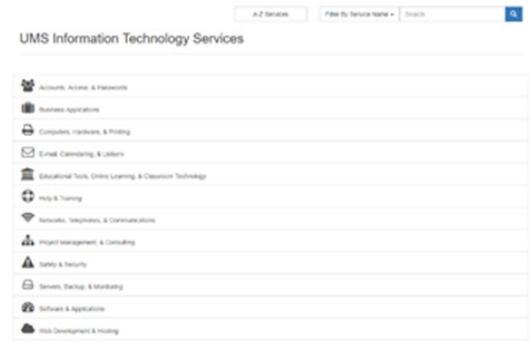 A-Z Services
Filter By Service Name
Search
UMS Information Technology Services
Accounts, Access, & Passwords
Business Applications
Computers, Hardware, & Printing
E-mail, Calendaring, & Listserv
Educational Tools, Online Learning, & Classroom Technology
Help & Training
Networks, Telephones, & Communications
Project Management, & Consulting
Safety & Security
Servers, Backup, & Monitoring
Software & Applications
Web Development & Hosting